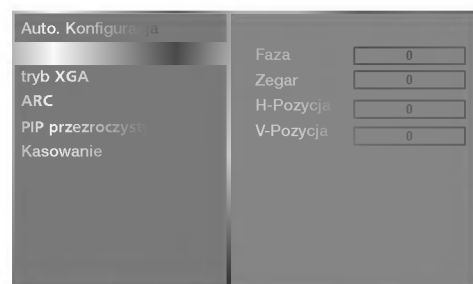 Auto. Konfiguracja
tryb XGA
ARC
PIP przezroczysty
Kasowanie
Faza 0
Zegar 0
H-Pozycja 0
V-Pozycja 0